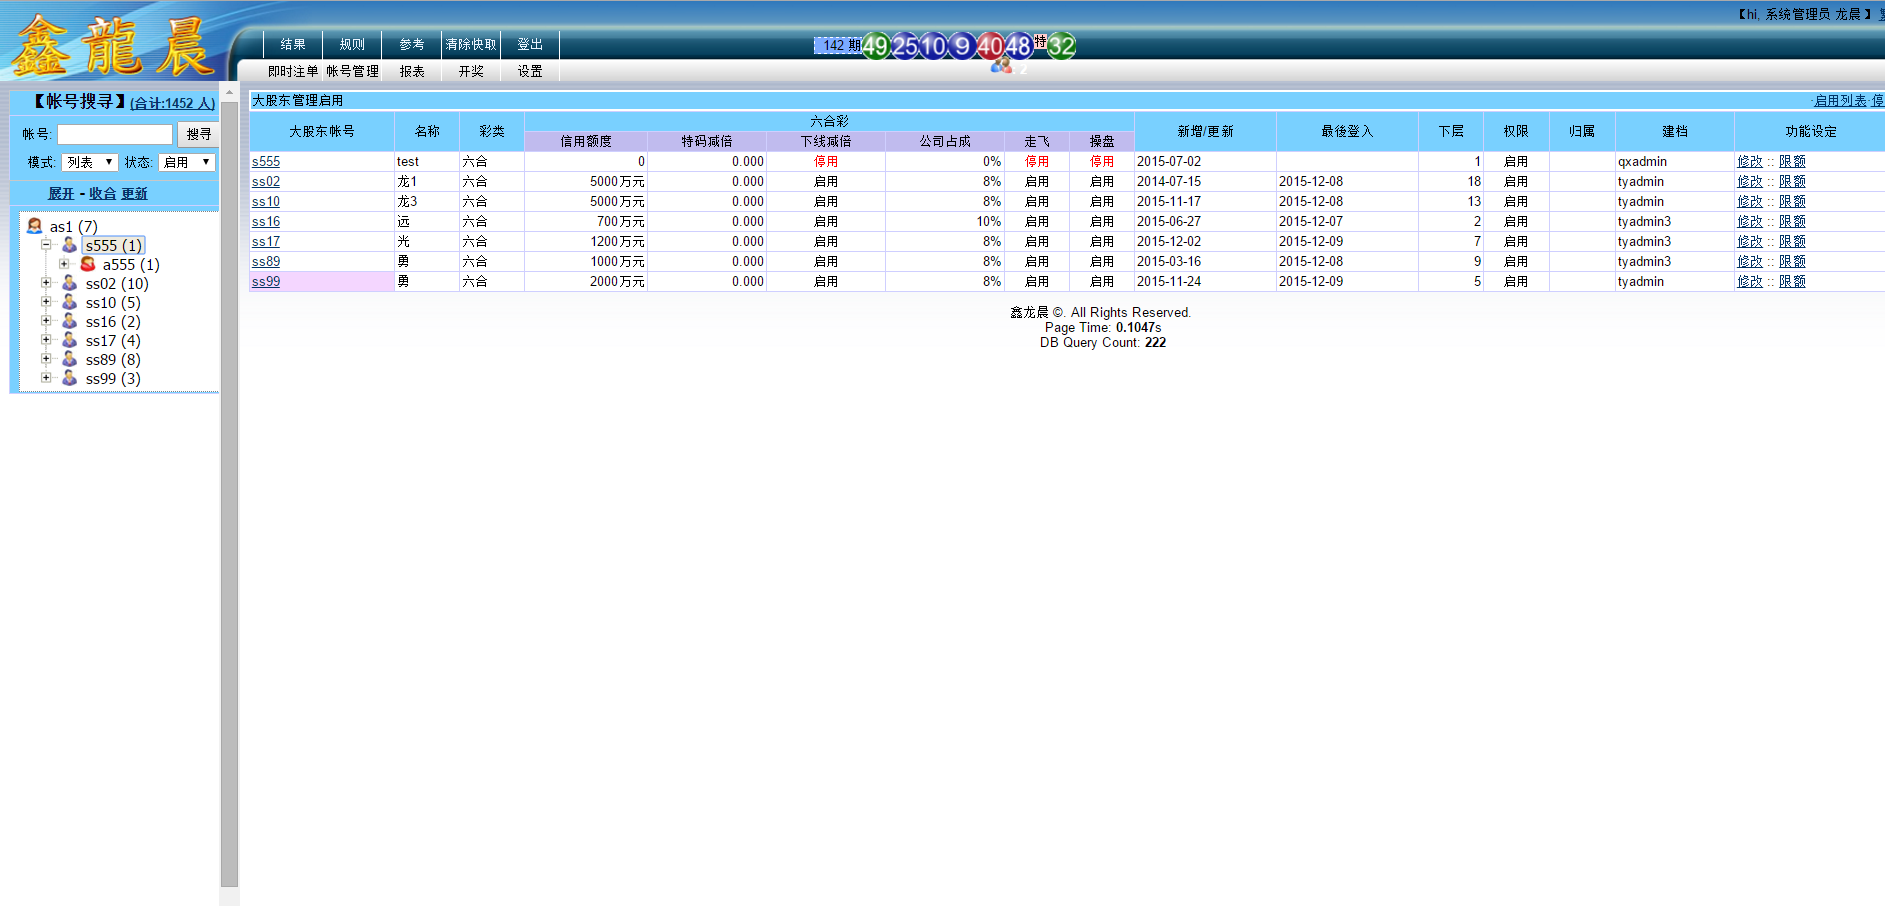 鑫龍晨
【hi, 系统管理员 龙晨 】
结果 规则 参考 清除快取 登出
142 期 49 25 10 9 40 48 特 32
即时注单 帐号管理 报表 开奖 设置
2
【帐号搜寻】(合计:1452 人)
帐号: 搜寻
模式: 列表 ▼ 状态: 启用 ▼
展开 - 收合 更新
as1 (7)
s555 (1)
a555 (1)
ss02 (10)
ss10 (5)
ss16 (2)
ss17 (4)
ss89 (8)
ss99 (3)
大股东管理启用 ·启用列表·停
大股东帐号 名称 彩类 六合彩 新增/更新 最後登入 下层 权限 归属 建档 功能设定
信用额度 特码减倍 下线减倍 公司占成 走飞 操盘
s555 test 六合 0 0.000 停用 0% 停用 停用 2015-07-02 1 启用 qxadmin 修改 :: 限额
ss02 龙1 六合 5000万元 0.000 启用 8% 启用 启用 2014-07-15 2015-12-08 18 启用 tyadmin 修改 :: 限额
ss10 龙3 六合 5000万元 0.000 启用 8% 启用 启用 2015-11-17 2015-12-08 13 启用 tyadmin 修改 :: 限额
ss16 远 六合 700万元 0.000 启用 10% 启用 启用 2015-06-27 2015-12-07 2 启用 tyadmin3 修改 :: 限额
ss17 光 六合 1200万元 0.000 启用 8% 启用 启用 2015-12-02 2015-12-09 7 启用 tyadmin3 修改 :: 限额
ss89 勇 六合 1000万元 0.000 启用 8% 启用 启用 2015-03-16 2015-12-08 9 启用 tyadmin3 修改 :: 限额
ss99 勇 六合 2000万元 0.000 启用 8% 启用 启用 2015-11-24 2015-12-09 5 启用 tyadmin 修改 :: 限额
鑫龙晨 ©. All Rights Reserved.
Page Time: 0.1047s
DB Query Count: 222